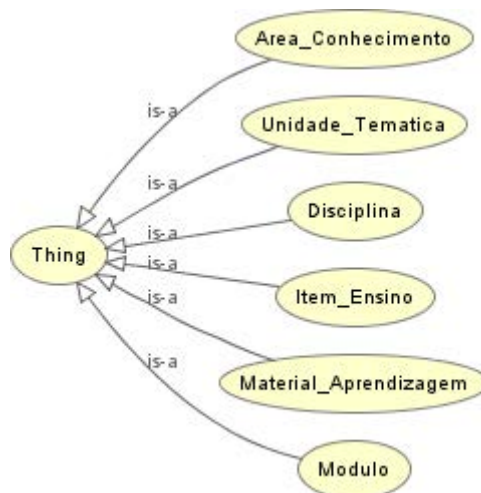 Area_Conhecimento
is-a
Unidade_Tematica
is-a
Disciplina
is-a
Thing
is-a
Item_Ensino
is-a
Material_Aprendizagem
is-a
Modulo